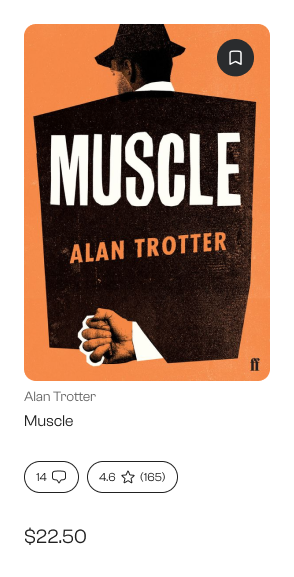 MUSCLE
ALAN TROTTER
ff
Alan Trotter
Muscle
14
4.6 (165)
$22.50